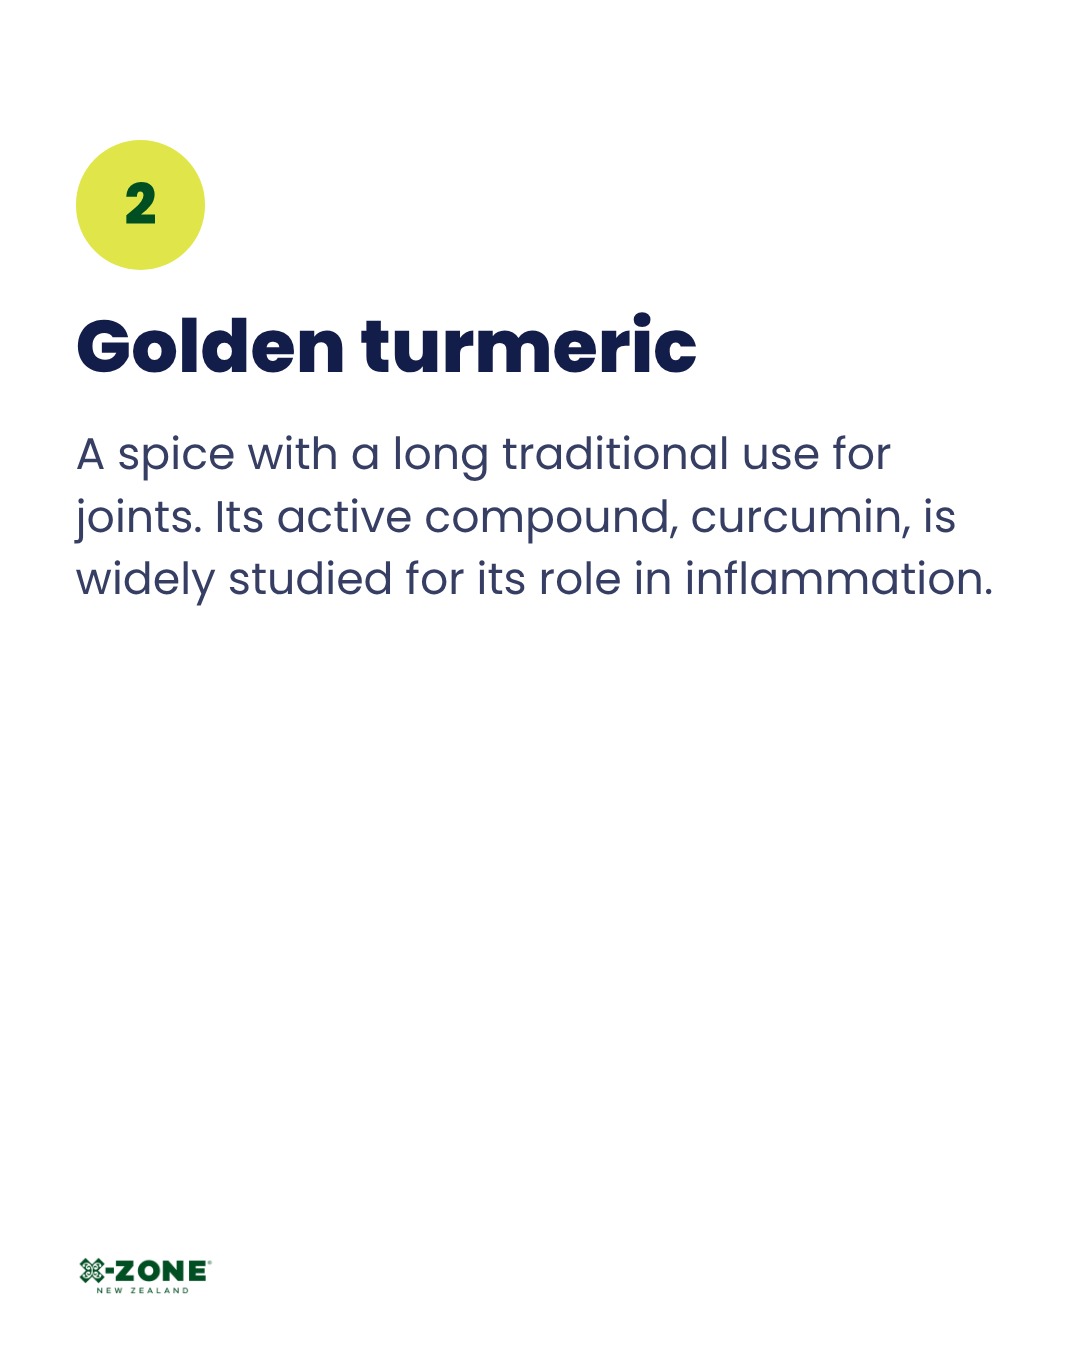 2
Golden turmeric
A spice with a long traditional use for
joints. Its active compound, curcumin, is
widely studied for its role in inflammation.
X-ZONE®
NEW ZEALAND